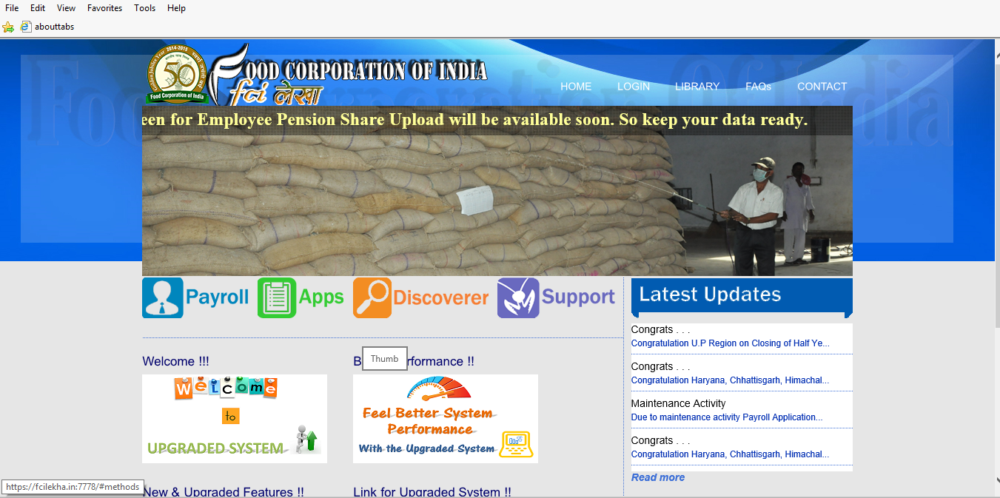 File Edit View Favorites Tools Help
abouttabs
2014-2015
50
Food Corporation of India
FOOD CORPORATION OF INDIA
fci लेखा
HOME LOGIN LIBRARY FAQs CONTACT
een for Employee Pension Share Upload will be available soon. So keep your data ready.
Payroll Apps Discoverer Support
Latest Updates
Congrats . . .
Congratulation U.P Region on Closing of Half Ye...
Congrats . . .
Congratulation Haryana, Chhattisgarh, Himachal...
Maintenance Activity
Due to maintenance activity Payroll Application...
Congrats . . .
Congratulation Haryana, Chhattisgarh, Himachal...
Read more
Welcome !!!
Welcome
to
UPGRADED SYSTEM
Thumb
rformance !!
Feel Better System
Performance
With the Upgraded System
New & Upgraded Features !!
Link for Upgraded System !!
https://fcilekha.in:7778/#methods